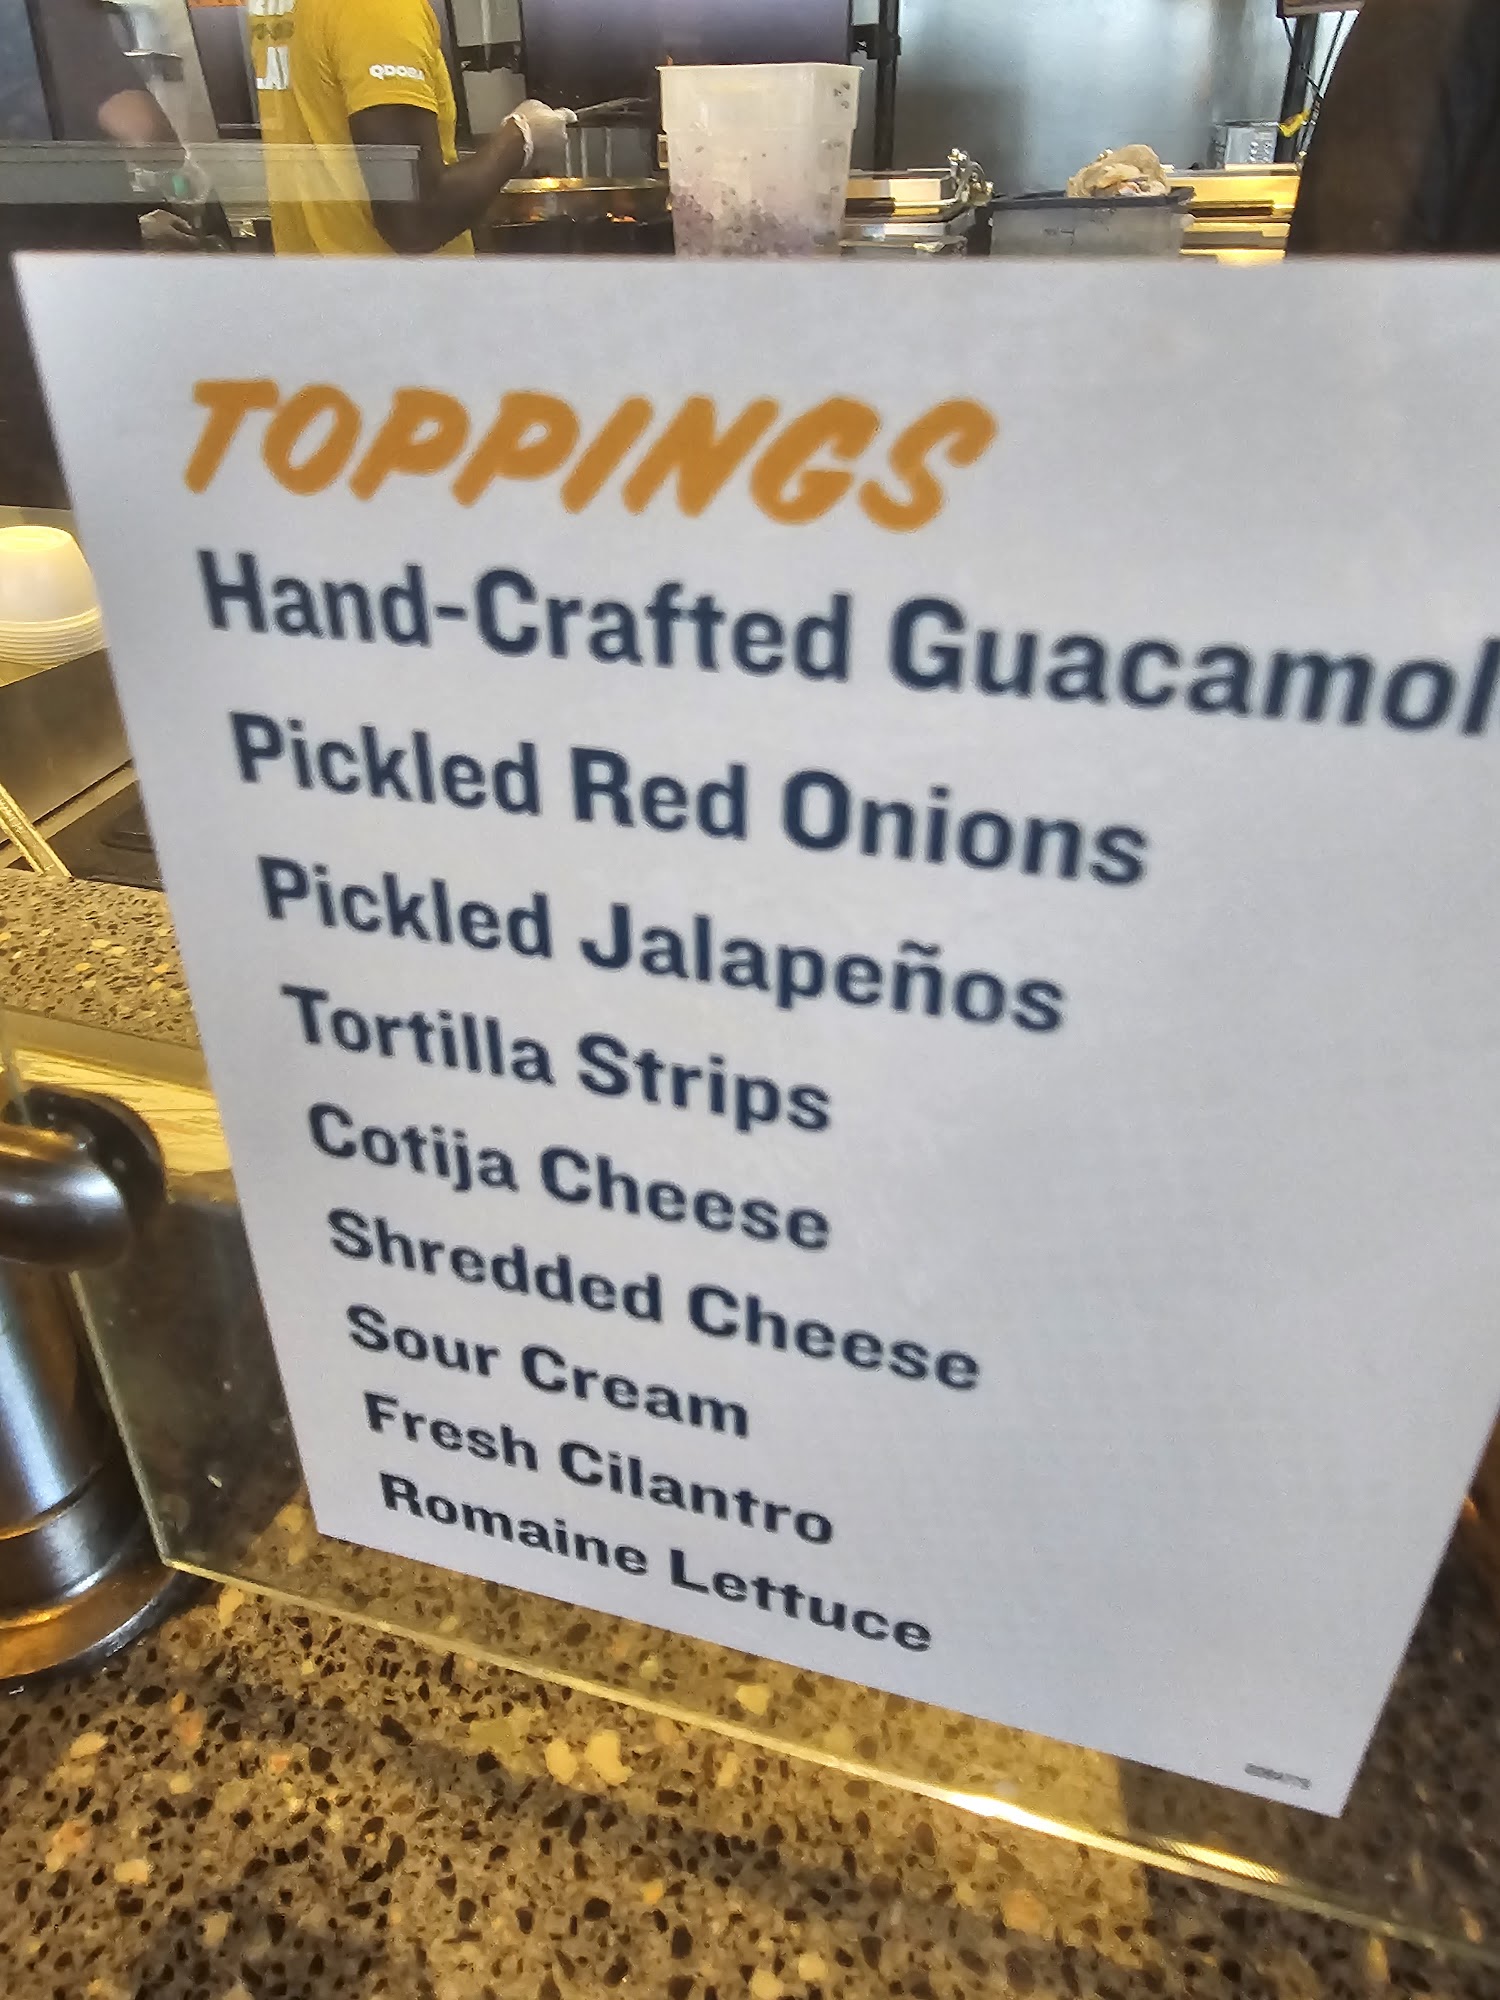 QDOBA
TOPPINGS
Hand-Crafted Guacamol
Pickled Red Onions
Pickled Jalapeños
Tortilla Strips
Cotija Cheese
Shredded Cheese
Sour Cream
Fresh Cilantro
Romaine Lettuce